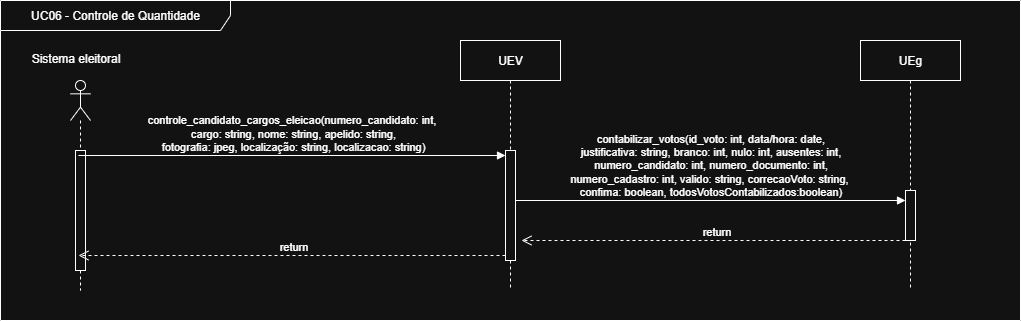 UC06 - Controle de Quantidade
Sistema eleitoral
UEV
UEg
controle_candidato_cargos_eleicao(numero_candidato: int,
cargo: string, nome: string, apelido: string,
fotografia: jpeg, localização: string, localizacao: string)
contabilizar_votos(id_voto: int, data/hora: date,
justificativa: string, branco: int, nulo: int, ausentes: int,
numero_candidato: int, numero_documento: int,
numero_cadastro: int, valido: string, correcaoVoto: string,
confima: boolean, todosVotosContabilizados:boolean)
return
return